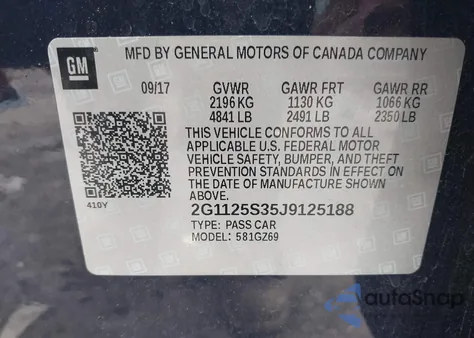 GM
MFD BY GENERAL MOTORS OF CANADA COMPANY
09/17 GVWR GAWR FRT GAWR RR
2196 KG 1130 KG 1066 KG
4841 LB 2491 LB 2350 LB
THIS VEHICLE CONFORMS TO ALL
APPLICABLE U.S. FEDERAL MOTOR
VEHICLE SAFETY, BUMPER, AND THEFT
PREVENTION STANDARDS IN EFFECT ON
THE DATE OF MANUFACTURE SHOWN
ABOVE.
410Y
2G1125S35J9125188
TYPE: PASS CAR
MODEL: 581GZ69
AutaSnap